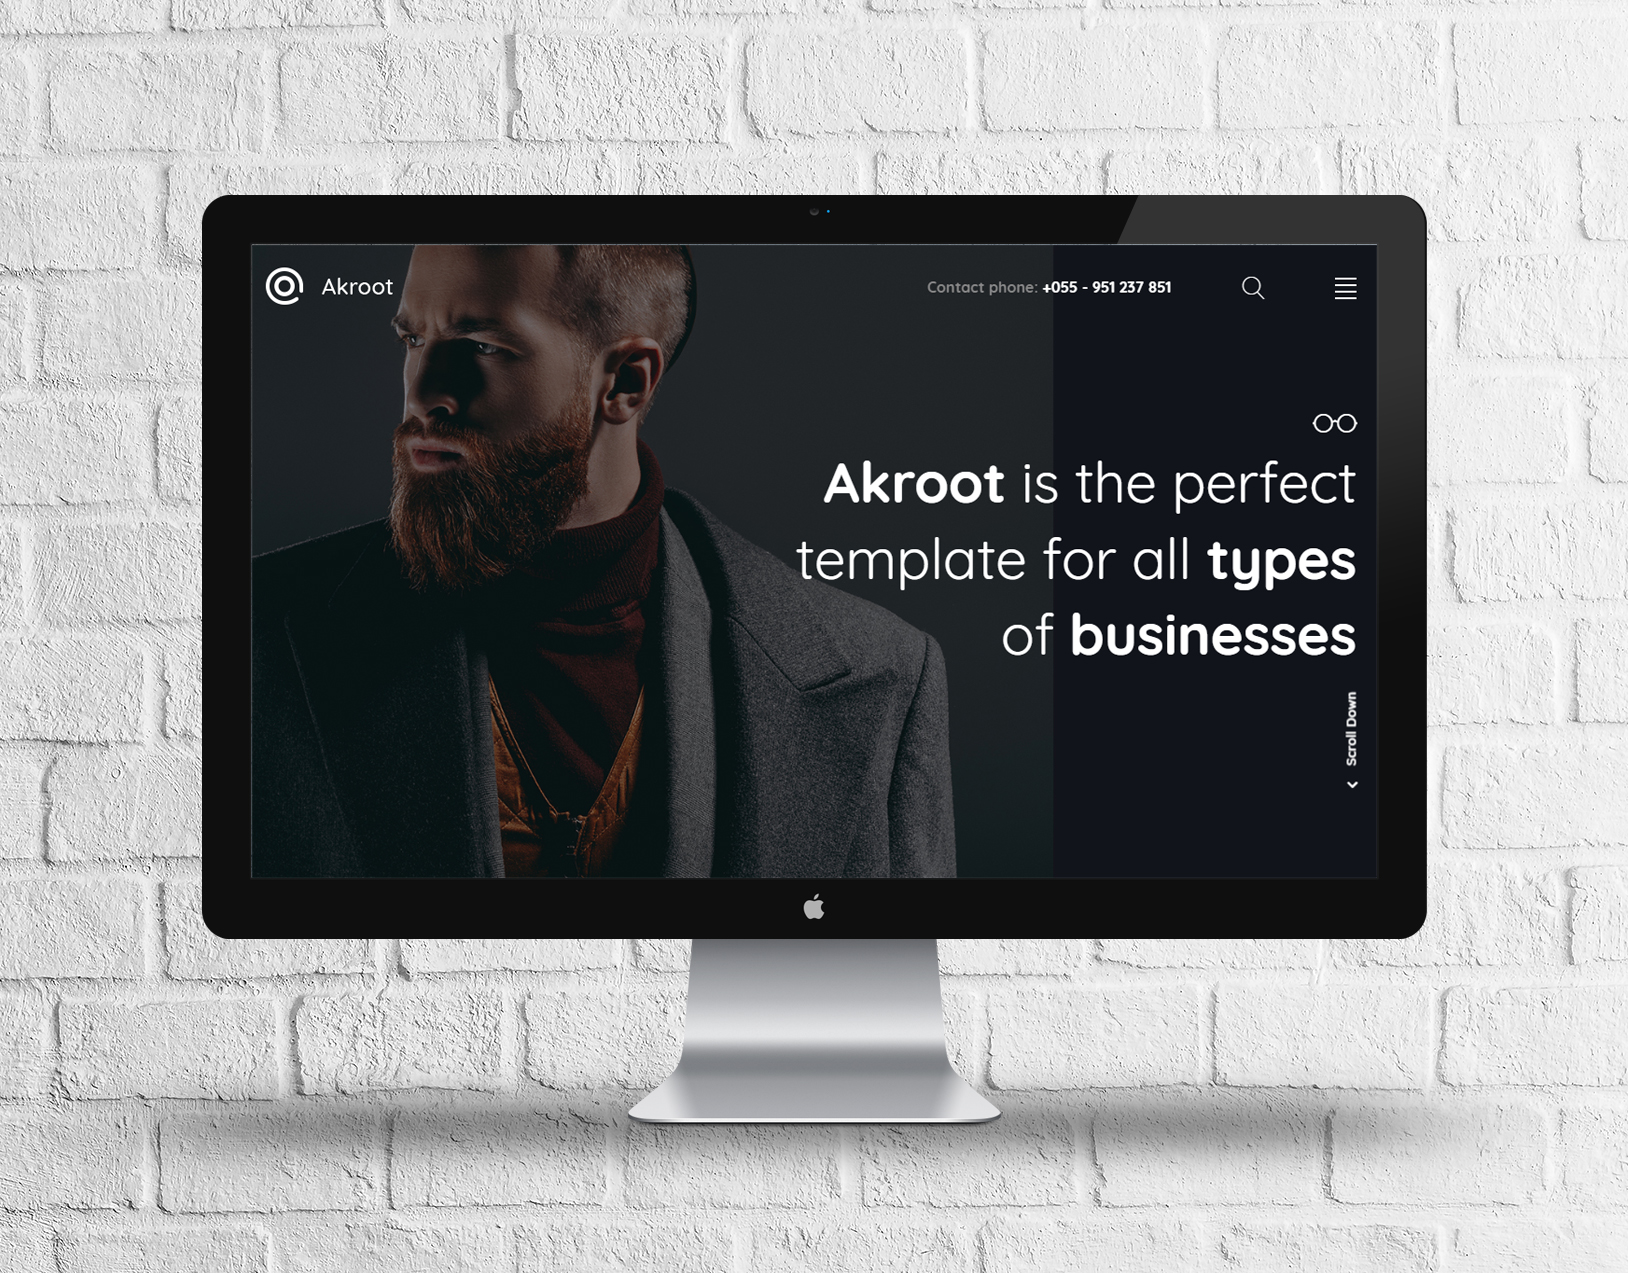 Akroot
Contact phone: +055 - 951 237 851
Akroot is the perfect
template for all types
of businesses
Scroll Down